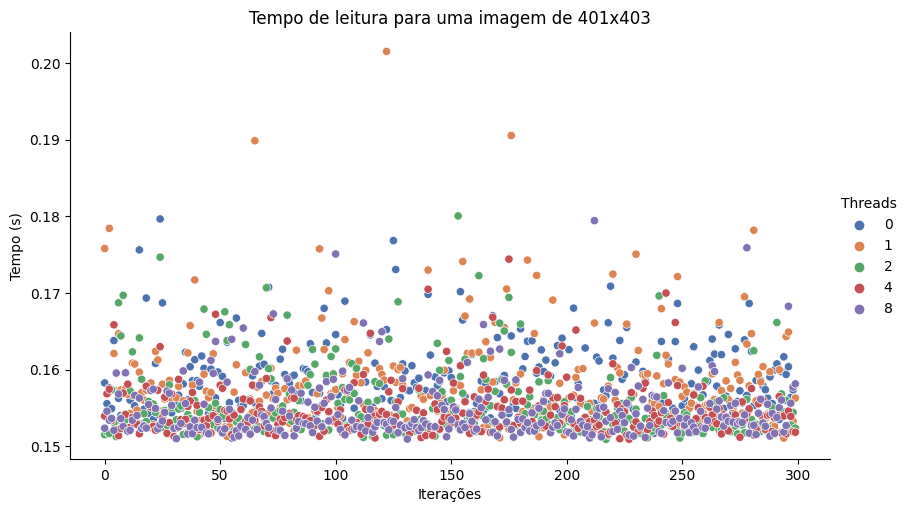 Tempo de leitura para uma imagem de 401x403
Tempo (s)
0.20
0.19
0.18
0.17
0.16
0.15
0 50 100 150 200 250 300
Iterações
Threads
0
1
2
4
8